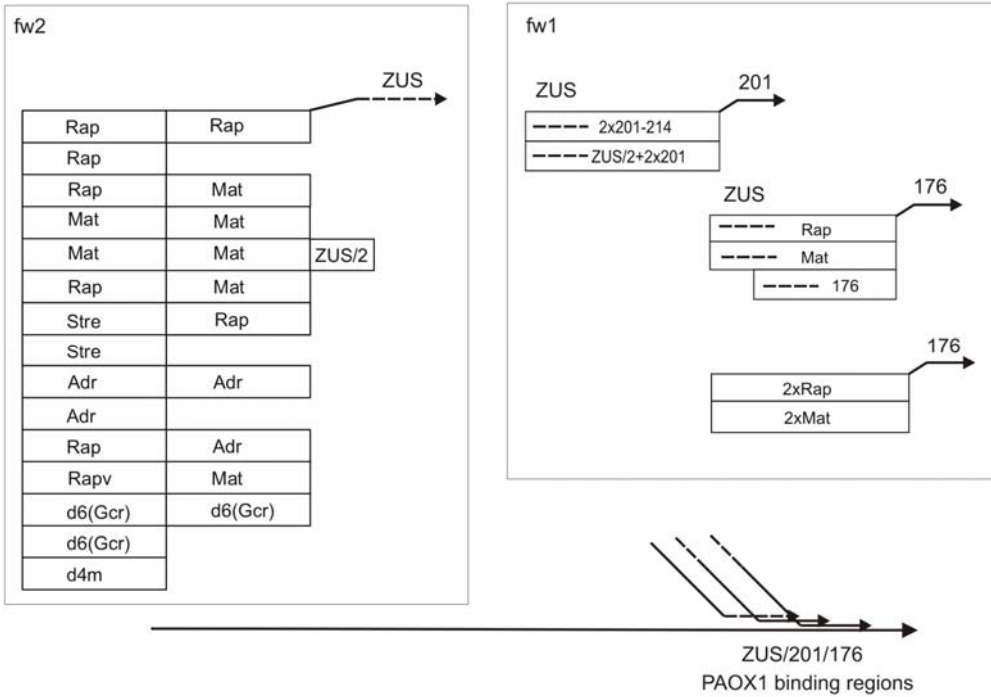 fw2
ZUS
Rap Rap
Rap
Rap Mat
Mat Mat
Mat Mat ZUS/2
Rap Mat
Stre Rap
Stre
Adr Adr
Adr
Rap Adr
Rapv Mat
d6(Gcr) d6(Gcr)
d6(Gcr)
d4m
fw1
ZUS 201
2x201-214
ZUS/2+2x201
ZUS 176
Rap
Mat
176
176
2xRap
2xMat
ZUS/201/176
PAOX1 binding regions